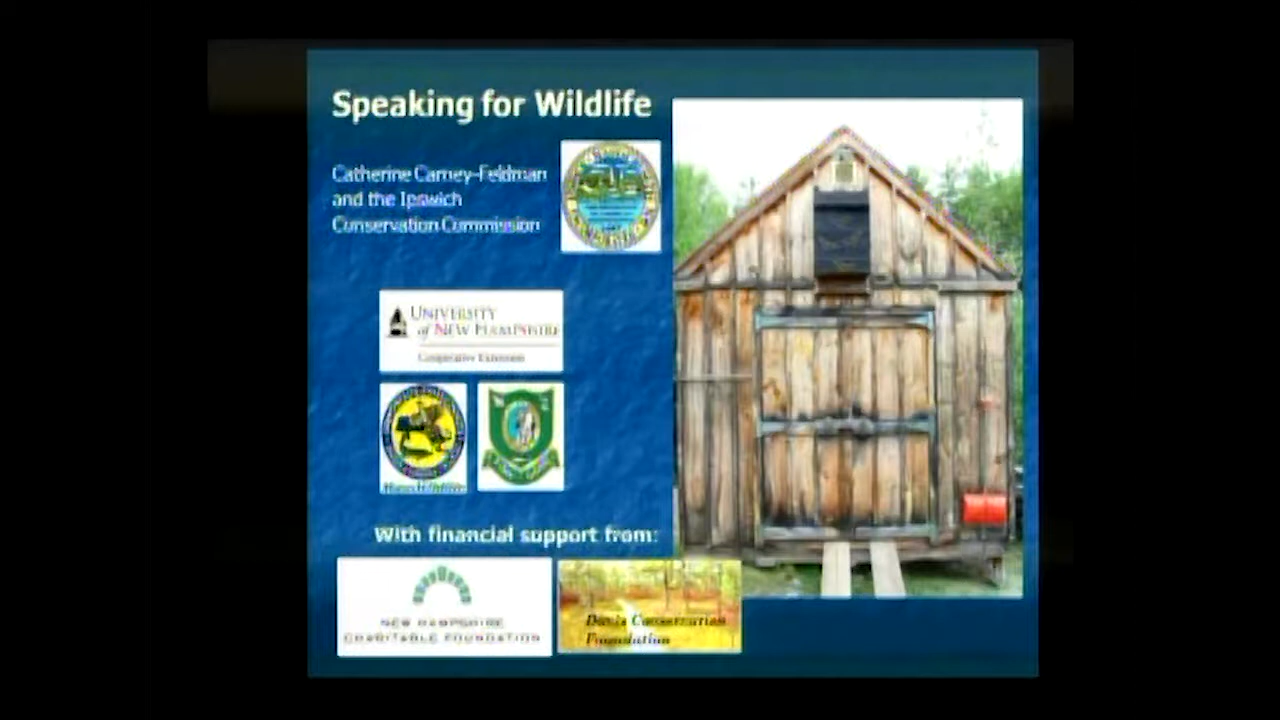 Speaking for Wildlife
Catherine Carney-Feldman
and the Ipswich
Conservation Commission
UNIVERSITY
of NEW HAMPSHIRE
Cooperative Extension
With financial support from:
NEW HAMPSHIRE
CHARITABLE FOUNDATION
Davis Conservation
Foundation